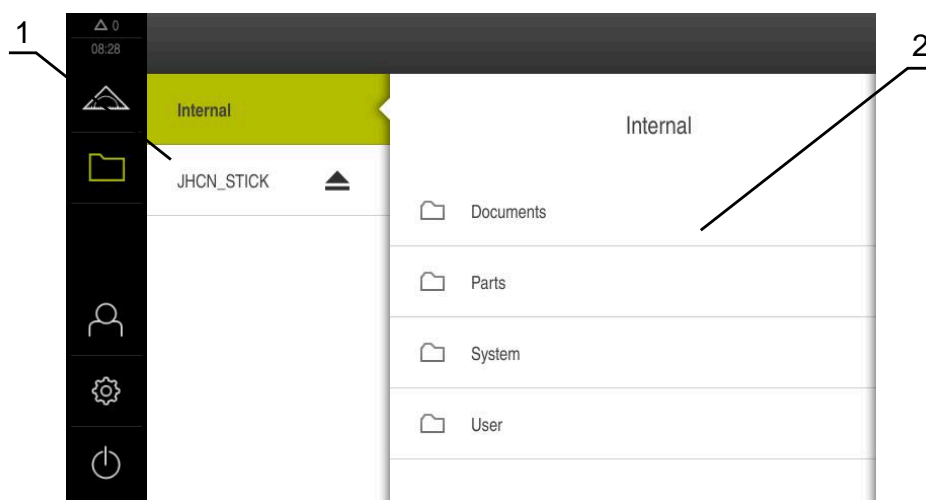 1
2
0
08:28
Internal
JHCN_STICK
Internal
Documents
Parts
System
User